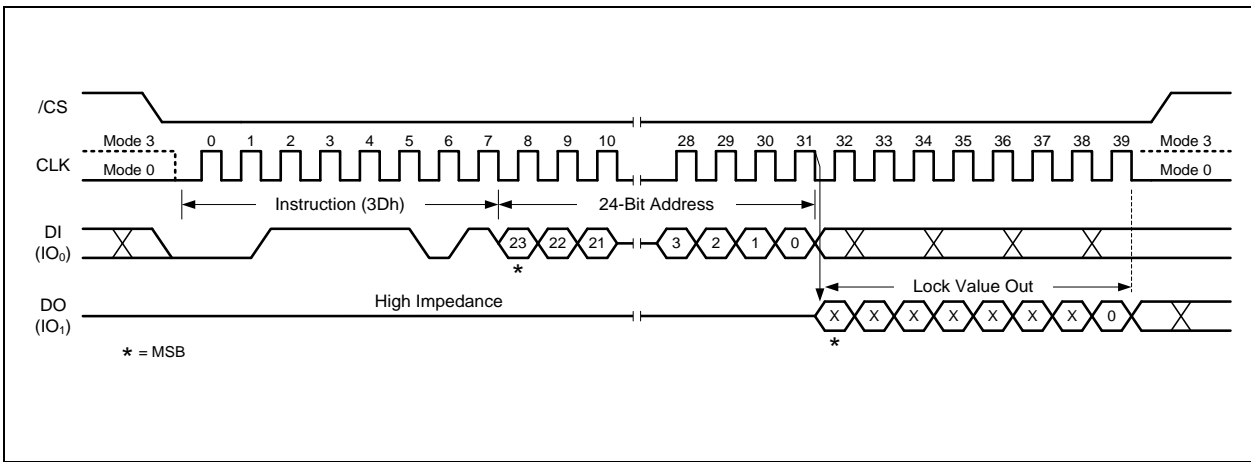 /CS
Mode 3 0 1 2 3 4 5 6 7 8 9 10 28 29 30 31 32 33 34 35 36 37 38 39 Mode 3
CLK Mode 0 Mode 0
Instruction (3Dh) 24-Bit Address
DI
(IO₀) 23 22 21 3 2 1 0
*
High Impedance Lock Value Out
DO
(IO₁) X X X X X X X 0
* = MSB *